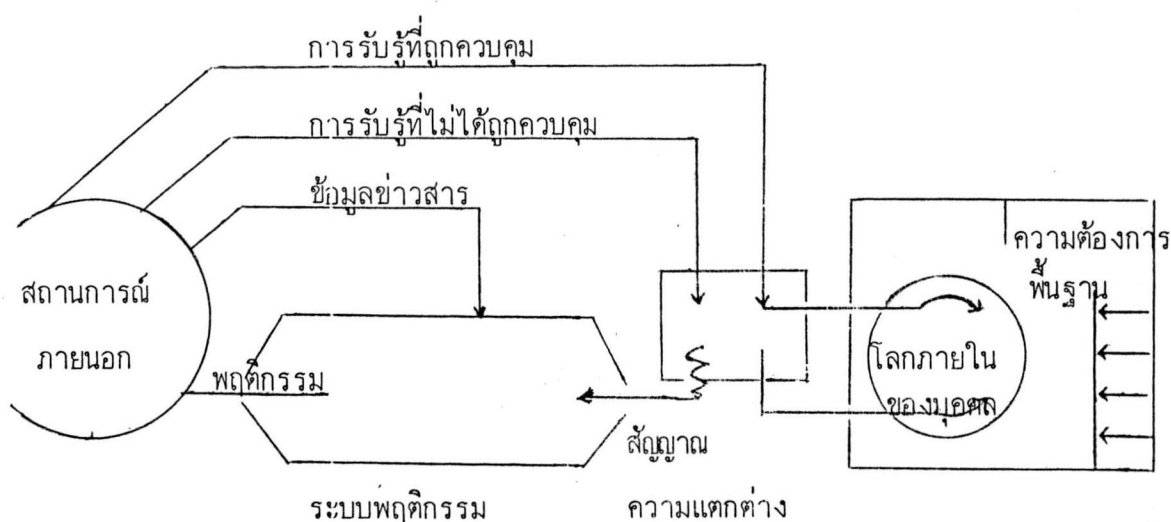 การรับรู้ที่ถูกควบคุม
การรับรู้ที่ไม่ได้ถูกควบคุม
ข้อมูลข่าวสาร
สถานการณ์
ภายนอก
พฤติกรรม
ระบบพฤติกรรม
สัญญาณ
ความแตกต่าง
ความต้องการ
พื้นฐาน
โลกภายใน
ของบุคคล